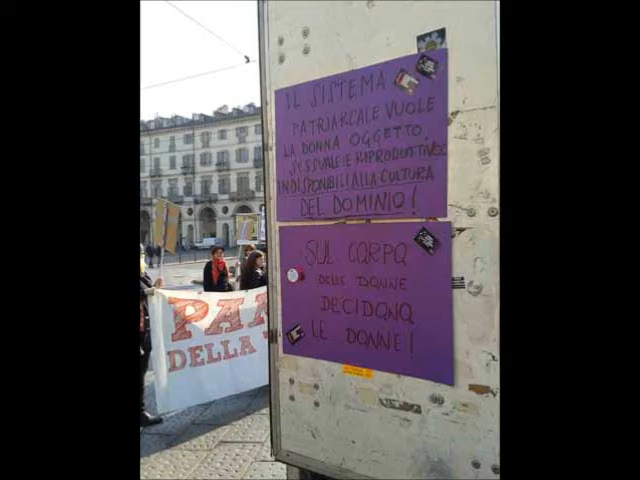 IL SISTEMA
PATRIARCALE VUOLE
LA DONNA OGGETTO
SESSUALE E RIPRODUTTIVO:
INDISPONIBILI ALLA CULTURA
DEL DOMINIO!
SUL CORPO
DELLE DONNE
DECIDONO
LE DONNE!
PA
DELLA